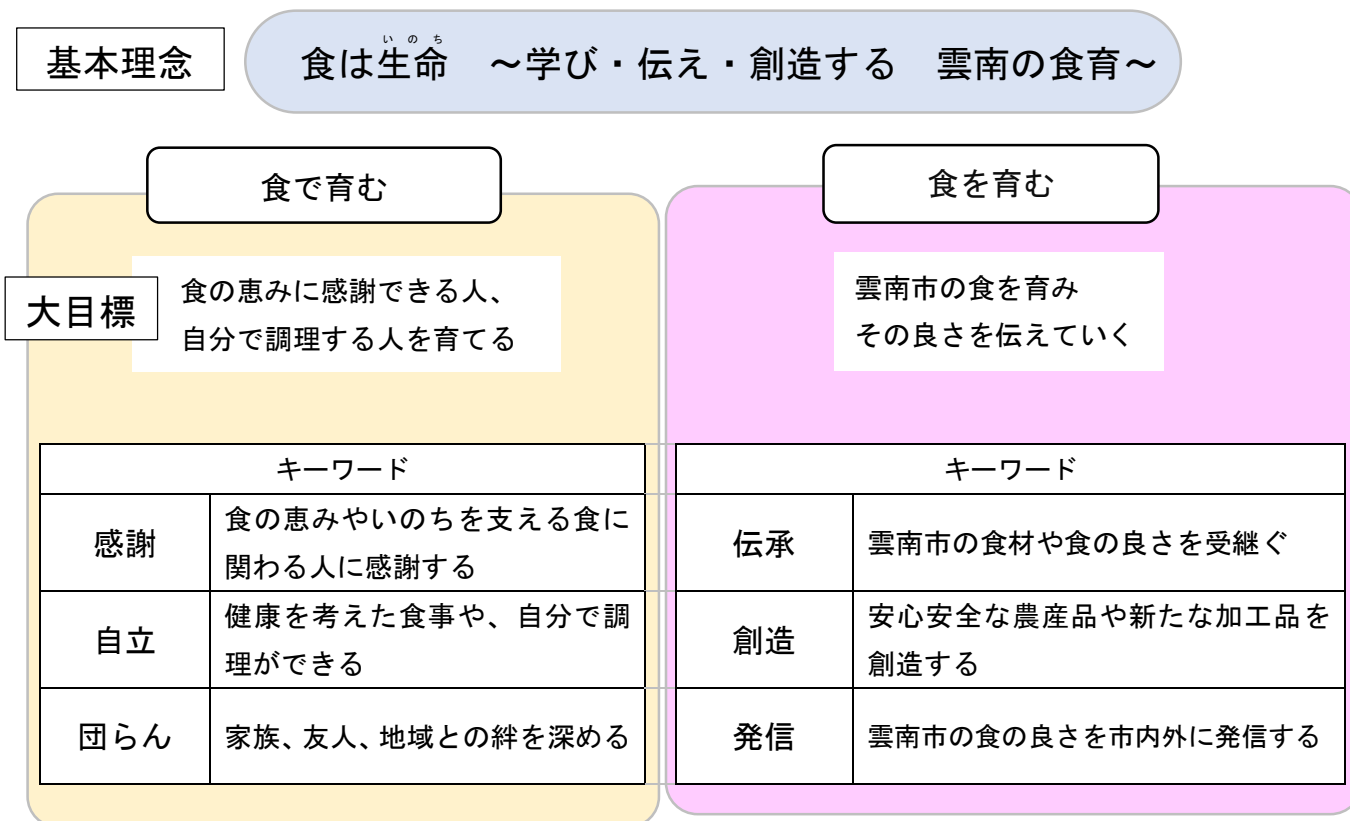 基本理念
いのち
食は生命　～学び・伝え・創造する　雲南の食育～
食で育む
大目標
食の恵みに感謝できる人、
自分で調理する人を育てる
キーワード
感謝
食の恵みやいのちを支える食に
関わる人に感謝する
自立
健康を考えた食事や、自分で調
理ができる
団らん
家族、友人、地域との絆を深める
食を育む
雲南市の食を育み
その良さを伝えていく
キーワード
伝承
雲南市の食材や食の良さを受継ぐ
創造
安心安全な農産品や新たな加工品を
創造する
発信
雲南市の食の良さを市内外に発信する